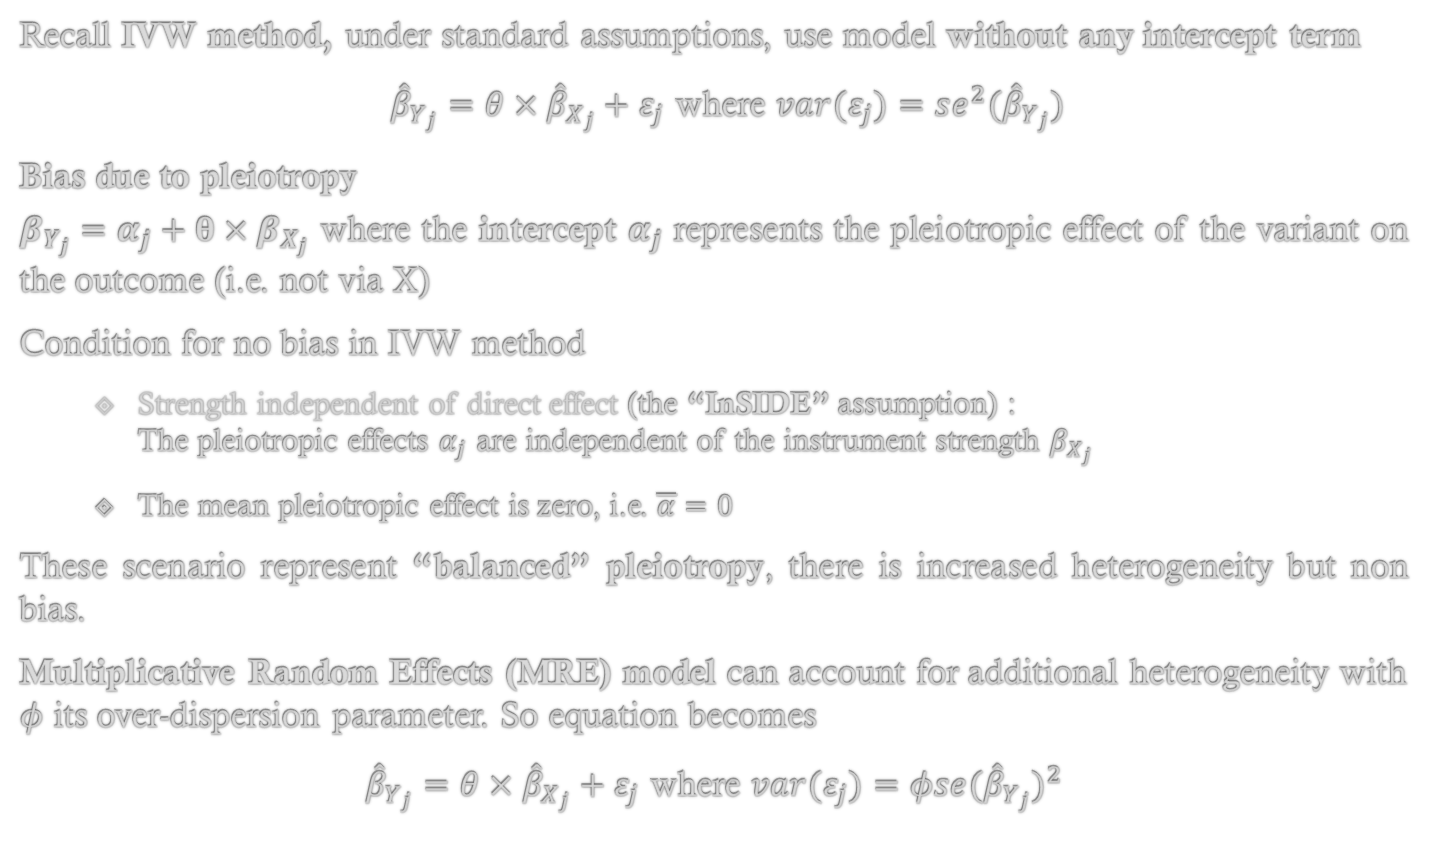 Recall IVW method, under standard assumptions, use model without any intercept term
β̂_{Y_j} = θ × β̂_{X_j} + ε_j where var(ε_j) = se²(β̂_{Y_j})
Bias due to pleiotropy
β_{Y_j} = α_j + θ × β_{X_j} where the intercept α_j represents the pleiotropic effect of the variant on
the outcome (i.e. not via X)
Condition for no bias in IVW method
❖ Strength independent of direct effect (the “InSIDE” assumption) :
The pleiotropic effects α_j are independent of the instrument strength β_{X_j}
❖ The mean pleiotropic effect is zero, i.e. α̅ = 0
These scenario represent “balanced” pleiotropy, there is increased heterogeneity but non
bias.
Multiplicative Random Effects (MRE) model can account for additional heterogeneity with
ϕ its over-dispersion parameter. So equation becomes
β̂_{Y_j} = θ × β̂_{X_j} + ε_j where var(ε_j) = ϕse(β̂_{Y_j})²